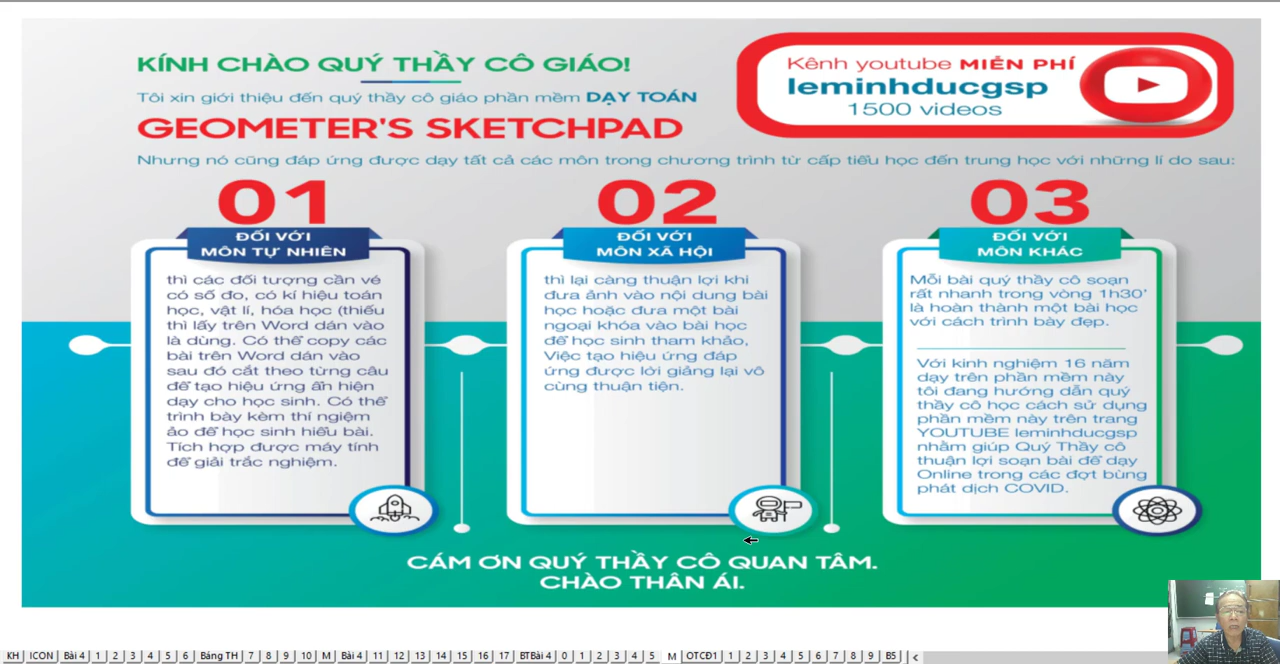 KÍNH CHÀO QUÝ THẦY CÔ GIÁO!
Tôi xin giới thiệu đến quý thầy cô giáo phần mềm DẠY TOÁN
GEOMETER'S SKETCHPAD
Nhưng nó cũng đáp ứng được dạy tất cả các môn trong chương trình từ cấp tiểu học đến trung học với những lí do sau:
Kênh youtube MIỄN PHÍ
leminhducgsp
1500 videos
01
ĐỐI VỚI
MÔN TỰ NHIÊN
thì các đối tượng cần vẽ
có số đo, có kí hiệu toán
học, vật lí, hóa học (thiếu
thì lấy trên Word dán vào
là dùng. Có thể copy các
bài trên Word dán vào
sau đó cắt theo từng câu
để tạo hiệu ứng ẩn hiện
dạy cho học sinh. Có thể
trình bày kèm thí ngiệm
ảo để học sinh hiểu bài.
Tích hợp được máy tính
để giải trắc nghiệm.
02
ĐỐI VỚI
MÔN XÃ HỘI
thì lại càng thuận lợi khi
đưa ảnh vào nội dung bài
học hoặc đưa một bài
ngoại khóa vào bài học
để học sinh tham khảo,
Việc tạo hiệu ứng đáp
ứng được lời giảng lại vô
cùng thuận tiện.
03
ĐỐI VỚI
MÔN KHÁC
Mỗi bài quý thầy cô soạn
rất nhanh trong vòng 1h30'
là hoàn thành một bài học
với cách trình bày đẹp.
Với kinh nghiệm 16 năm
dạy trên phần mềm này
tôi đang hướng dẫn quý
thầy cô học cách sử dụng
phần mềm này trên trang
YOUTUBE leminhducgsp
nhằm giúp Quý Thầy cô
thuận lợi soạn bài để dạy
Online trong các đợt bùng
phát dịch COVID.
CÁM ƠN QUÝ THẦY CÔ QUAN TÂM.
CHÀO THÂN ÁI.
KH ICON Bài 4 1 2 3 4 5 6 Bảng TH 7 8 9 10 M Bài 4 11 12 13 14 15 16 17 BTBài 4 0 1 2 3 4 5 M OTCĐ1 1 2 3 4 5 6 7 8 9 B5